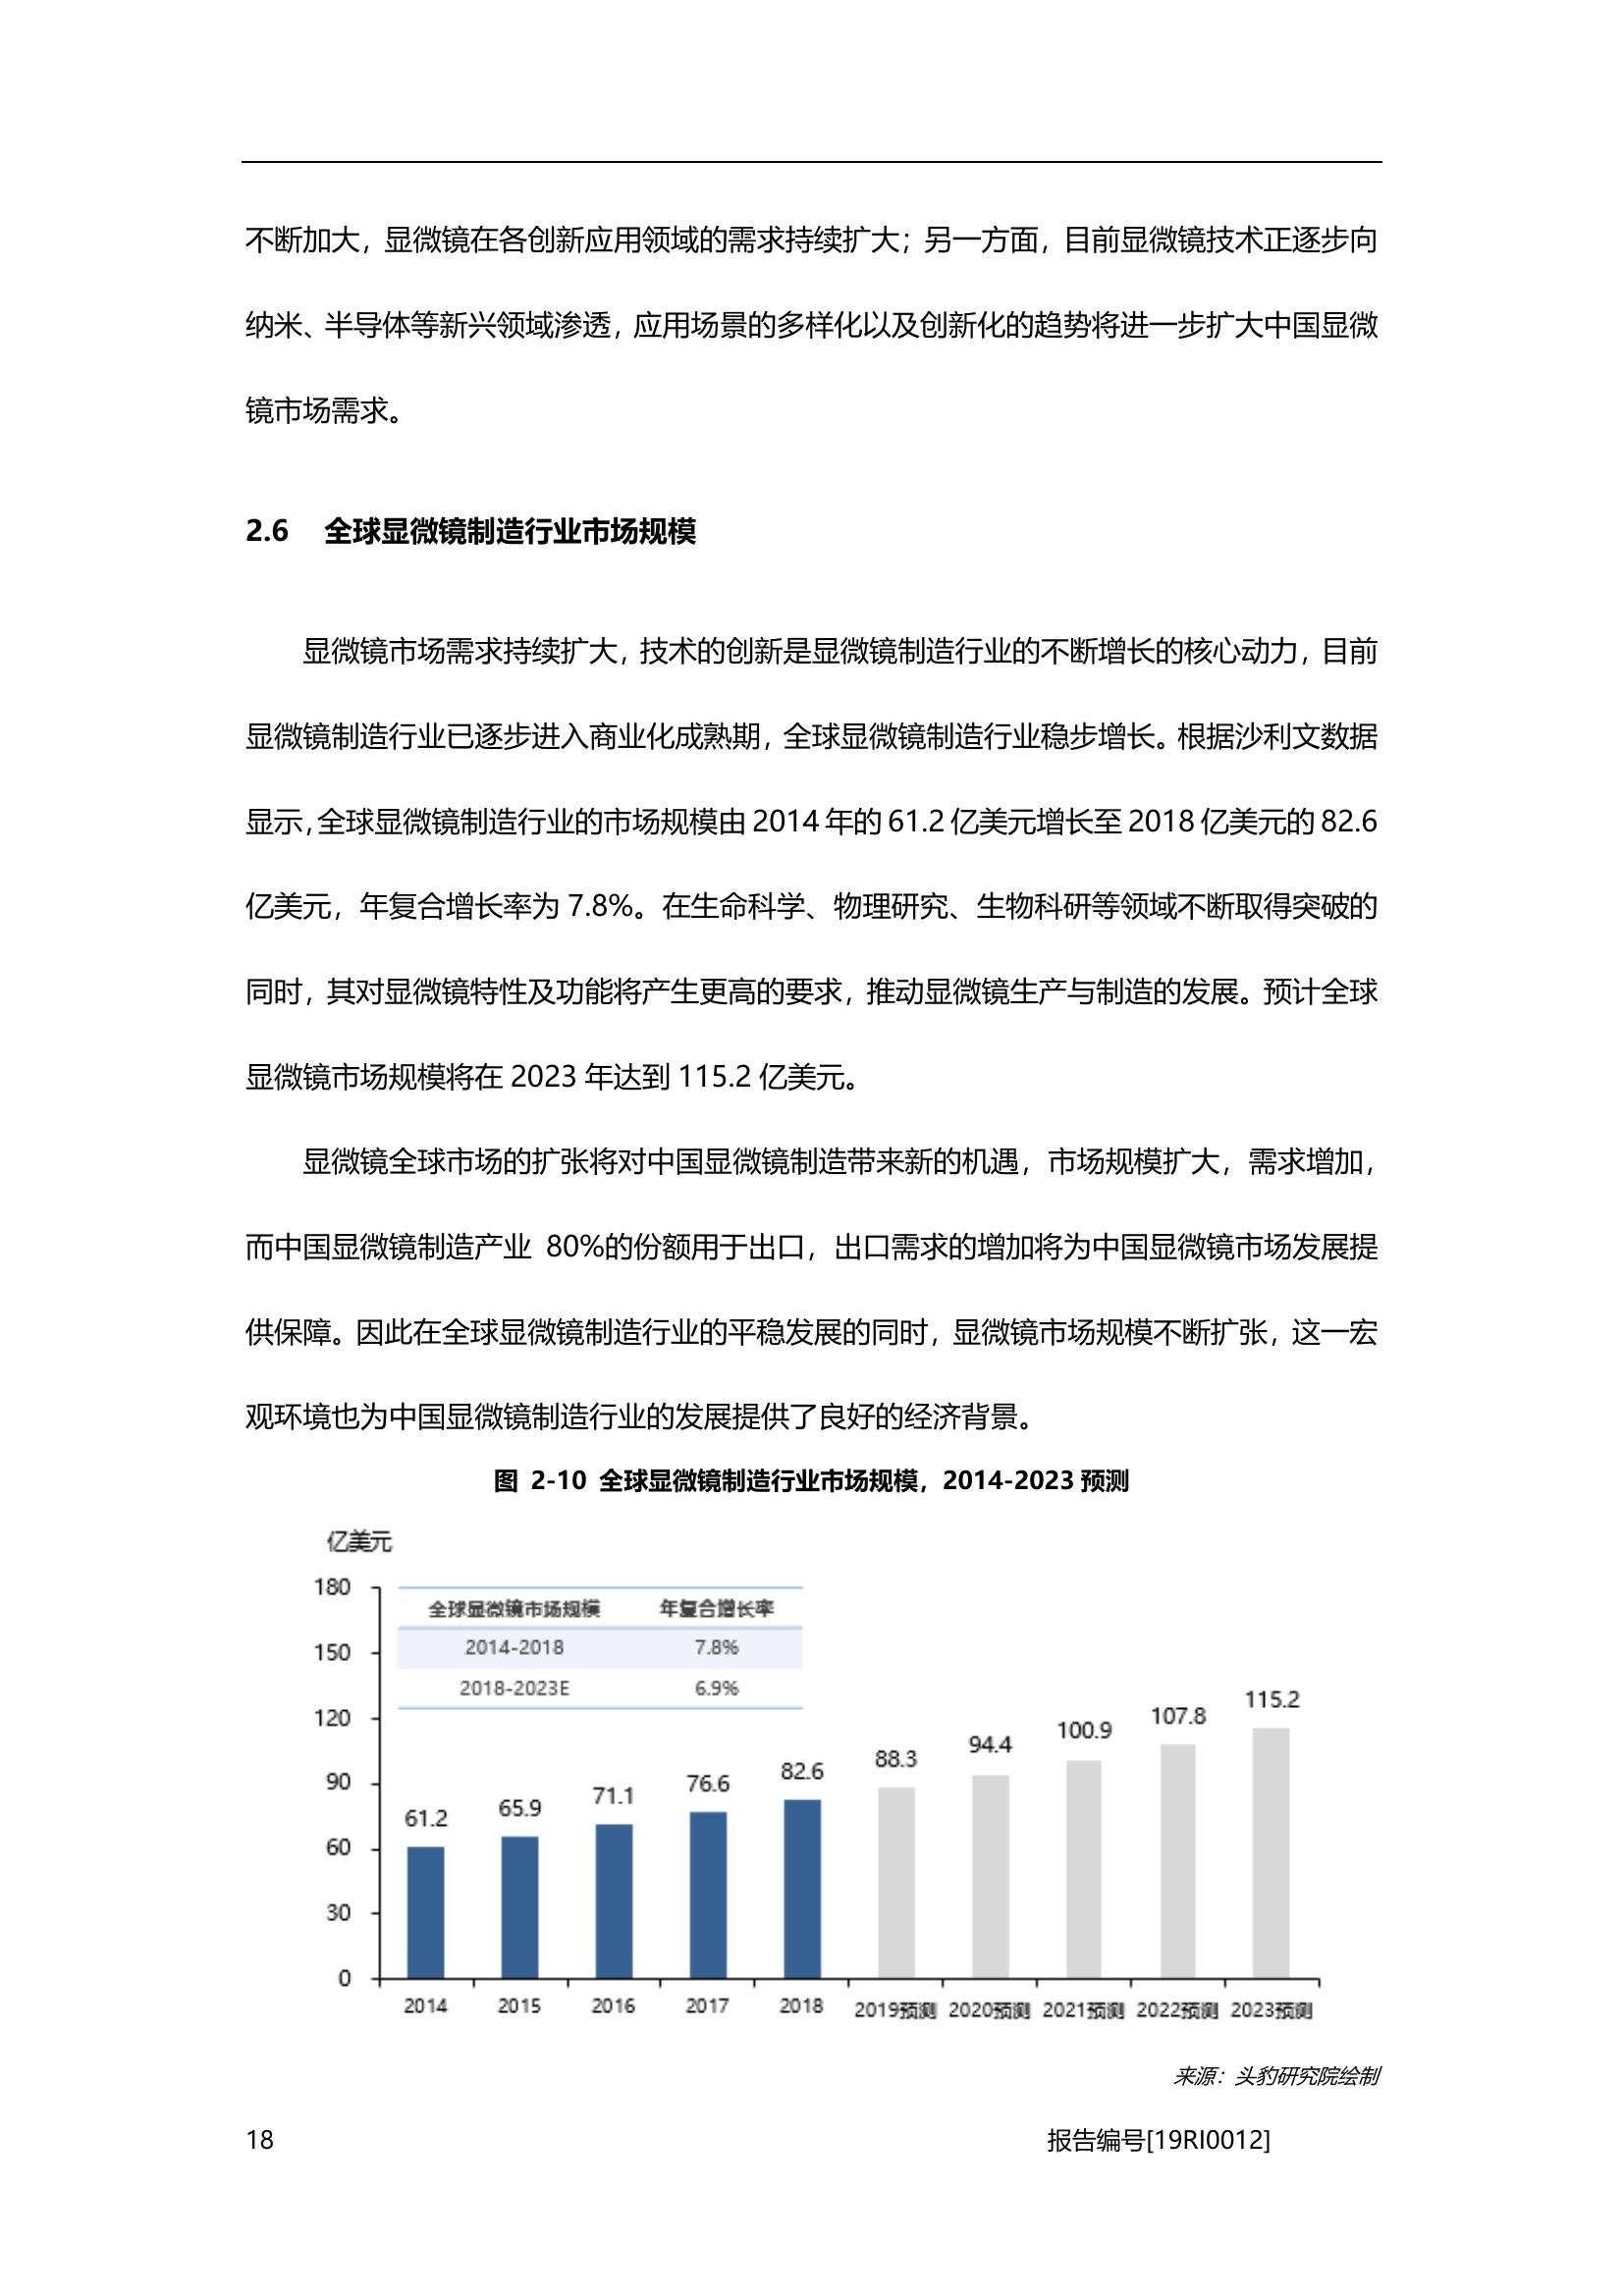 不断加大，显微镜在各创新应用领域的需求持续扩大；另一方面，目前显微镜技术正逐步向
纳米、半导体等新兴领域渗透，应用场景的多样化以及创新化的趋势将进一步扩大中国显微
镜市场需求。
2.6 全球显微镜制造行业市场规模
显微镜市场需求持续扩大，技术的创新是显微镜制造行业的不断增长的核心动力，目前
显微镜制造行业已逐步进入商业化成熟期，全球显微镜制造行业稳步增长。根据沙利文数据
显示，全球显微镜制造行业的市场规模由 2014 年的 61.2 亿美元增长至 2018 亿美元的 82.6
亿美元，年复合增长率为 7.8%。在生命科学、物理研究、生物科研等领域不断取得突破的
同时，其对显微镜特性及功能将产生更高的要求，推动显微镜生产与制造的发展。预计全球
显微镜市场规模将在 2023 年达到 115.2 亿美元。
显微镜全球市场的扩张将对中国显微镜制造带来新的机遇，市场规模扩大，需求增加，
而中国显微镜制造产业 80%的份额用于出口，出口需求的增加将为中国显微镜市场发展提
供保障。因此在全球显微镜制造行业的平稳发展的同时，显微镜市场规模不断扩张，这一宏
观环境也为中国显微镜制造行业的发展提供了良好的经济背景。
图 2-10 全球显微镜制造行业市场规模，2014-2023 预测
亿美元
180
150
120
90
60
30
0
全球显微镜市场规模 年复合增长率
2014-2018 7.8%
2018-2023E 6.9%
61.2 65.9 71.1 76.6 82.6 88.3 94.4 100.9 107.8 115.2
2014 2015 2016 2017 2018 2019预测 2020预测 2021预测 2022预测 2023预测
来源：头豹研究院绘制
18 报告编号[19RI0012]